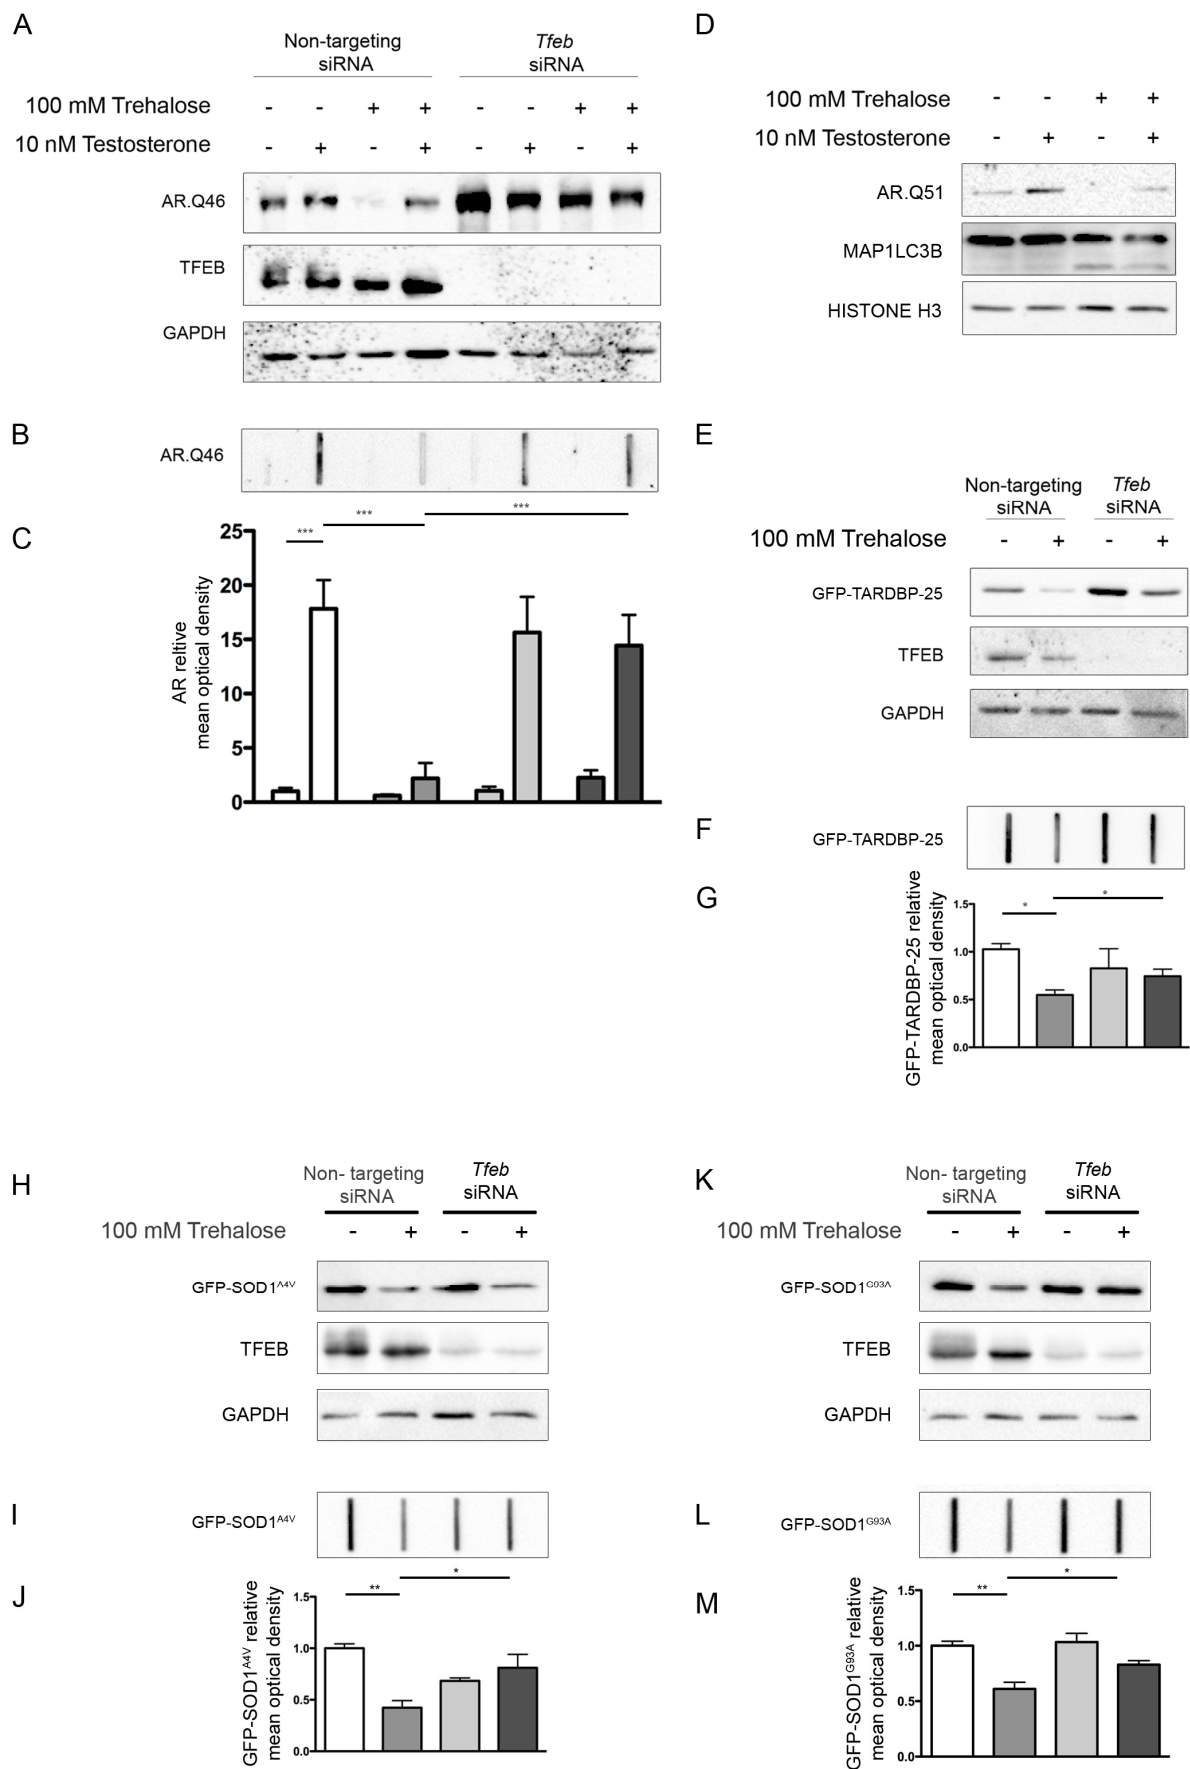 A
Non-targeting
siRNA
Tfeb
siRNA
100 mM Trehalose - - + + - - + +
10 nM Testosterone - + - + - + - +
AR.Q46
TFEB
GAPDH
B
AR.Q46
C
AR reltive
mean optical density
25
20
15
10
5
0
*** *** ***
D
100 mM Trehalose - - + +
10 nM Testosterone - + - +
AR.Q51
MAP1LC3B
HISTONE H3
E
Non-targeting
siRNA
Tfeb
siRNA
100 mM Trehalose - + - +
GFP-TARDBP-25
TFEB
GAPDH
F
GFP-TARDBP-25
G
GFP-TARDBP-25 relative
mean optical density
1.5
1.0
0.5
0.0
* *
H
Non- targeting
siRNA
Tfeb
siRNA
100 mM Trehalose - + - +
GFP-SOD1A4V
TFEB
GAPDH
I
GFP-SOD1A4V
J
GFP-SOD1A4V relative
mean optical density
1.5
1.0
0.5
0.0
** *
K
Non- targeting
siRNA
Tfeb
siRNA
100 mM Trehalose - + - +
GFP-SOD1G93A
TFEB
GAPDH
L
GFP-SOD1G93A
M
GFP-SOD1G93A relative
mean optical density
1.5
1.0
0.5
0.0
** *